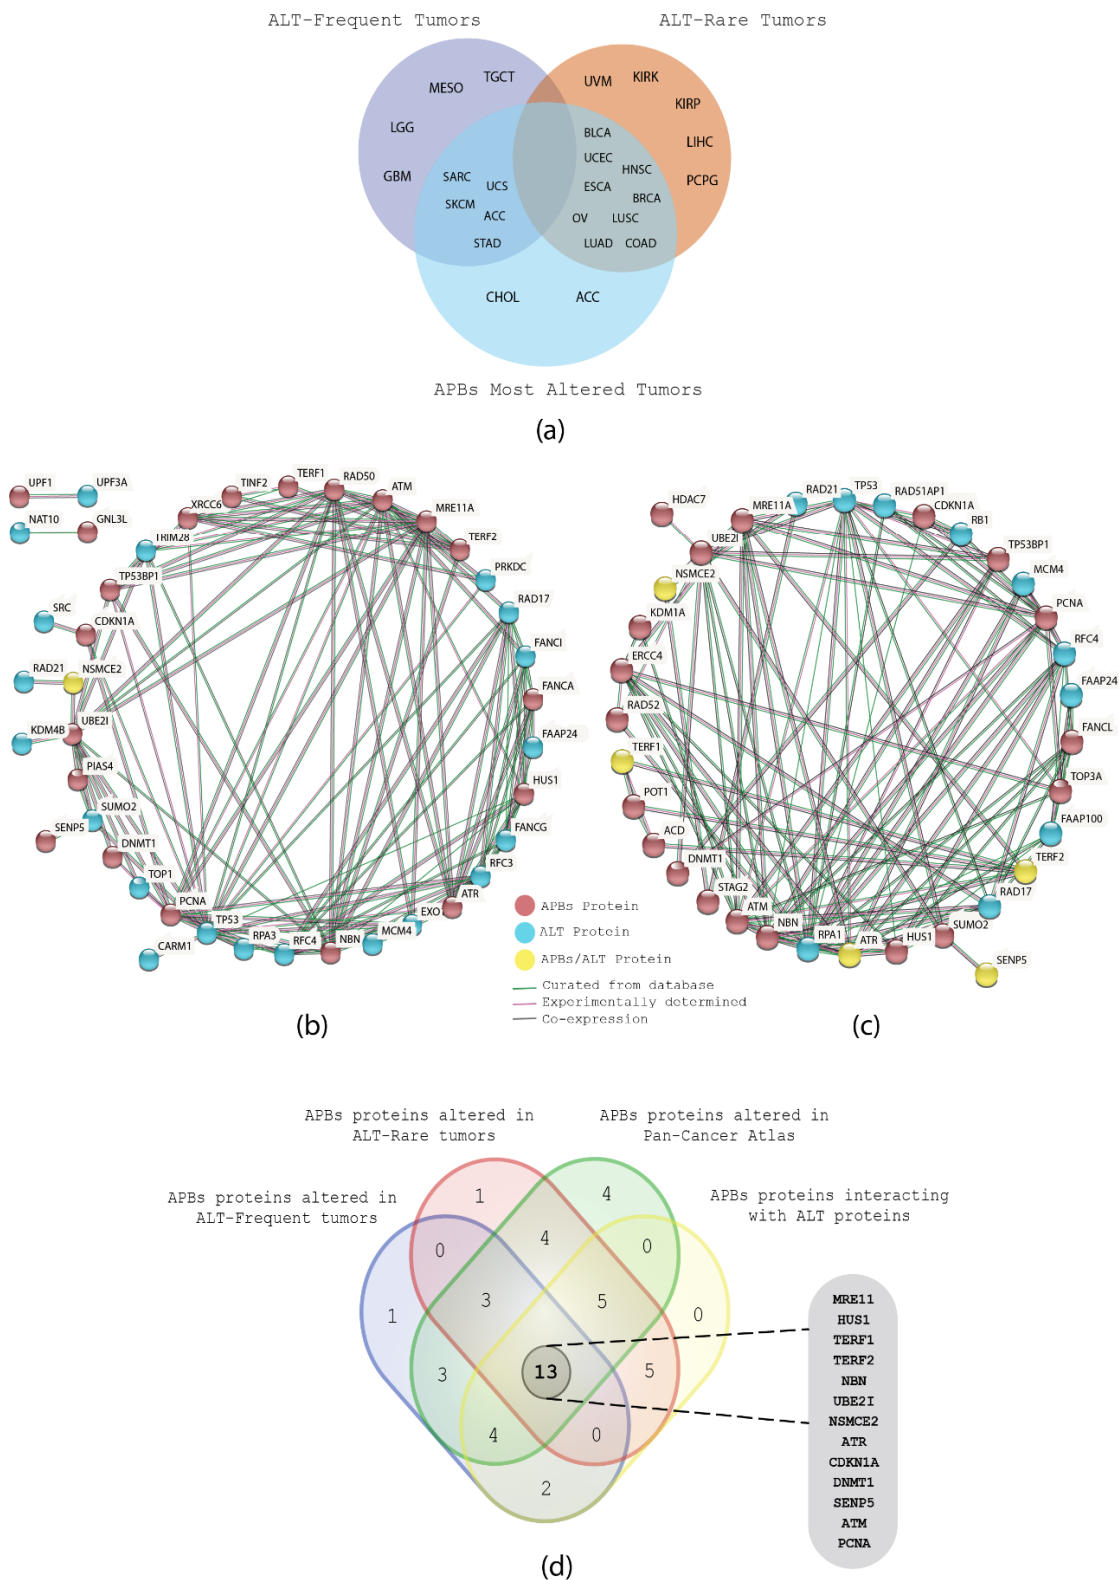 ALT-Frequent Tumors
ALT-Rare Tumors
MESO
TGCT
LGG
GBM
UVM
KIRK
KIRP
LIHC
PCPG
BLCA
UCEC
HNSC
ESCA
BRCA
OV
LUSC
LUAD
COAD
SARC
UCS
SKCM
ACC
STAD
CHOL
ACC
APBs Most Altered Tumors
(a)
UPF1
UPF3A
NAT10
GNL3L
TINF2
TERF1
RAD50
ATM
XRCC6
MRE11A
TRIM28
TERF2
PRKDC
TP53BP1
RAD17
SRC
CDKN1A
FANCI
RAD21
NSMCE2
FANCA
KDM4B
UBE2I
FAAP24
PIAS4
HUS1
SUMO2
SENP5
FANCG
DNMT1
RFC3
TOP1
ATR
PCNA
EXO
TP53
MCM4
CARM1
RPA3
RFC4
NBN
(b)
APBs Protein
ALT Protein
APBs/ALT Protein
Curated from database
Experimentally determined
Co-expression
HDAC7
MRE11A
RAD21
TP53
RAD51AP1
CDKN1A
RB1
UBE2I
TP53BP1
NSMCE2
MCM4
KDM1A
PCNA
ERCC4
RFC4
RAD52
FAAP24
TERF1
FANCL
POT1
TOP3A
ACD
FAAP100
DNMT1
TERF2
STAG2
RAD17
ATM
NBN
RPA1
ATR
HUS1
SUMO2
SENP5
(c)
APBs proteins altered in
ALT-Rare tumors
APBs proteins altered in
Pan-Cancer Atlas
APBs proteins altered in
ALT-Frequent tumors
APBs proteins interacting
with ALT proteins
1
4
0
4
0
1
3
5
0
3
13
5
4
0
2
MRE11
HUS1
TERF1
TERF2
NBN
UBE2I
NSMCE2
ATR
CDKN1A
DNMT1
SENP5
ATM
PCNA
(d)